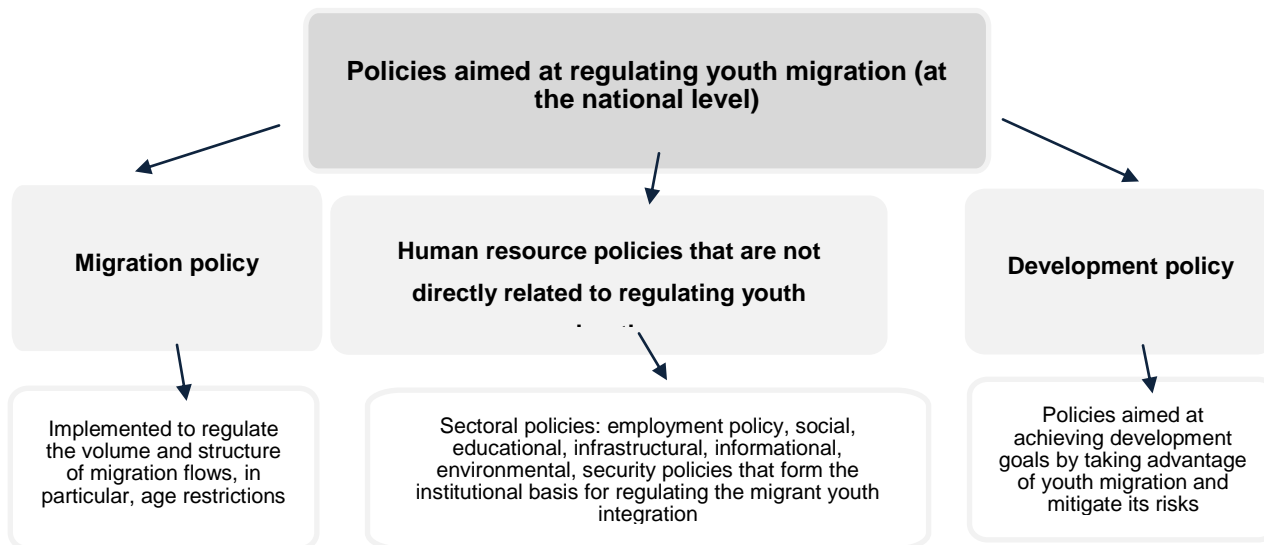 Policies aimed at regulating youth migration (at
the national level)
Migration policy
Human resource policies that are not
directly related to regulating youth
Development policy
Implemented to regulate
the volume and structure
of migration flows, in
particular, age restrictions
Sectoral policies: employment policy, social,
educational, infrastructural, informational,
environmental, security policies that form the
institutional basis for regulating the migrant youth
integration
Policies aimed at
achieving development
goals by taking advantage
of youth migration and
mitigate its risks